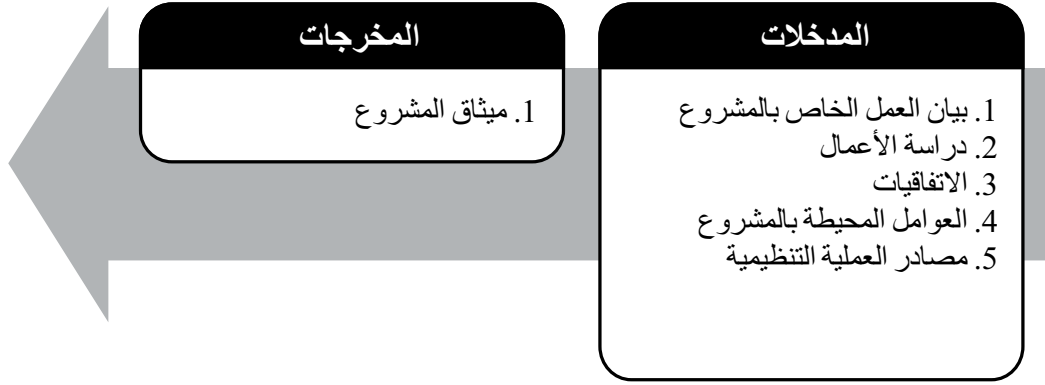 المدخلات
1. بيان العمل الخاص بالمشروع
2. دراسة الأعمال
3. الاتفاقيات
4. العوامل المحيطة بالمشروع
5. مصادر العملية التنظيمية
المخرجات
1. ميثاق المشروع